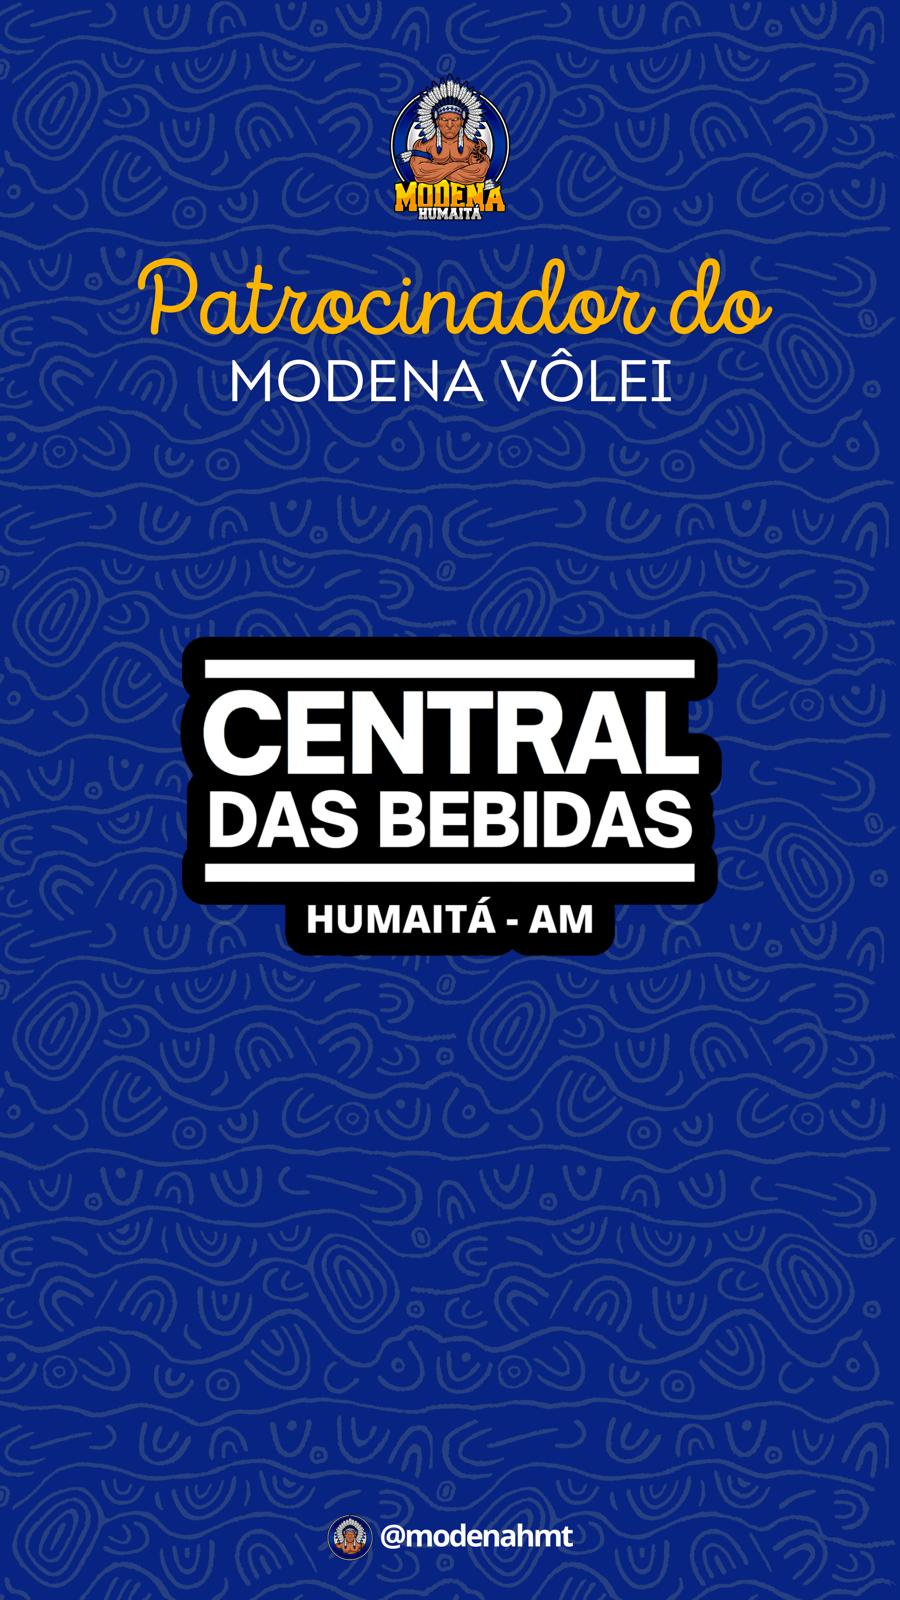 MODENA
HUMAITÁ
Patrocinador do
MODENA VÔLEI
CENTRAL
DAS BEBIDAS
HUMAITÁ - AM
@modenahmt